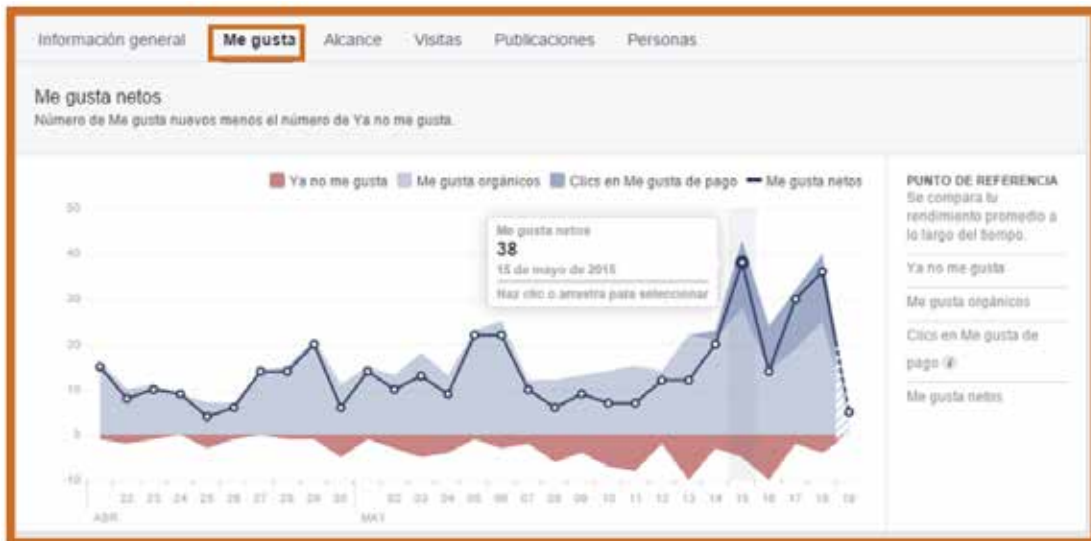 Información general Me gusta Alcance Visitas Publicaciones Personas
Me gusta netos
Número de Me gusta nuevos menos el número de Ya no me gusta.
Ya no me gusta Me gusta orgánicos Clics en Me gusta de pago Me gusta netos
PUNTO DE REFERENCIA
Se compara tu
rendimiento promedio a
lo largo del tiempo.
Ya no me gusta
Me gusta orgánicos
Clics en Me gusta de
pago
Me gusta netos
50
40
30
20
10
0
-10
Me gusta netos
38
15 de mayo de 2015
Haz clic o arrastra para seleccionar
22 23 24 25 26 27 28 29 30 02 03 04 05 06 07 08 09 10 11 12 13 14 15 16 17 18 19
ABR MAY